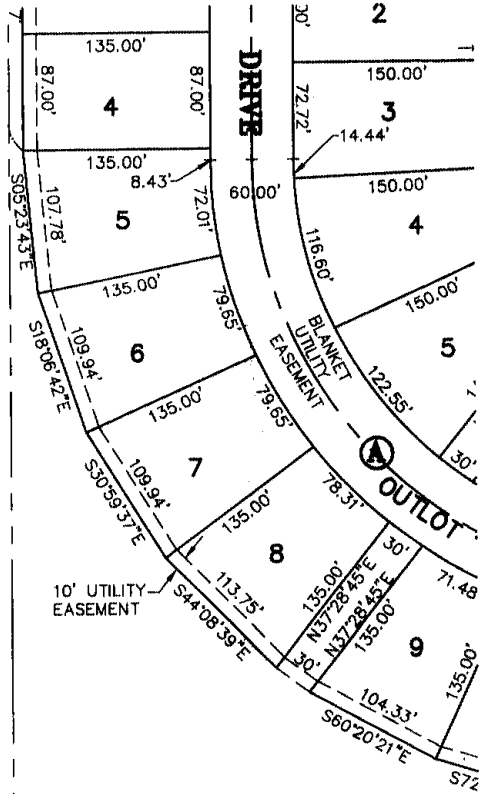 00'
2
135.00'
DRIVE
150.00'
87.00'
4
87.00'
72.72'
3
14.44'
135.00'
8.43'
60.00'
150.00'
S05°23'43"E
107.78'
5
72.01'
116.60'
4
135.00'
79.65'
150.00'
BLANKET
UTILITY
EASEMENT
S18°06'42"E
109.94'
6
5
122.55'
135.00'
79.65'
30'
A
OUTLOT
S30°59'37"E
109.94'
7
78.31'
135.00'
8
30'
71.48
10' UTILITY
EASEMENT
S44°08'39"E
113.75'
135.00'
N37°28'45"E
N37°28'45"E
135.00'
9
30'
135.00'
104.33'
S60°20'21"E
S72